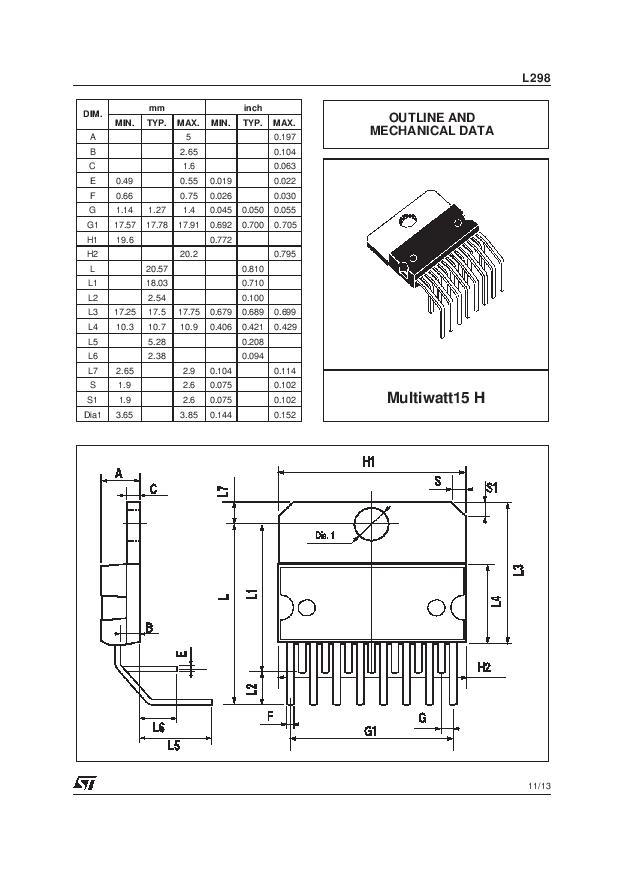 L298
DIM. mm inch
MIN. TYP. MAX. MIN. TYP. MAX.
A 5 0.197
B 2.65 0.104
C 1.6 0.063
E 0.49 0.55 0.019 0.022
F 0.66 0.75 0.026 0.030
G 1.14 1.27 1.4 0.045 0.050 0.055
G1 17.57 17.78 17.91 0.692 0.700 0.705
H1 19.6 0.772
H2 20.2 0.795
L 20.57 0.810
L1 18.03 0.710
L2 2.54 0.100
L3 17.25 17.5 17.75 0.679 0.689 0.699
L4 10.3 10.7 10.9 0.406 0.421 0.429
L5 5.28 0.208
L6 2.38 0.094
L7 2.65 2.9 0.104 0.114
S 1.9 2.6 0.075 0.102
S1 1.9 2.6 0.075 0.102
Dia1 3.65 3.85 0.144 0.152
OUTLINE AND
MECHANICAL DATA
Multiwatt15 H
A
C
B
E
L6
L5
L7
L
L1
L2
H1
S
S1
Dia. 1
L3
L4
H2
F
G
G1
ST
11/13